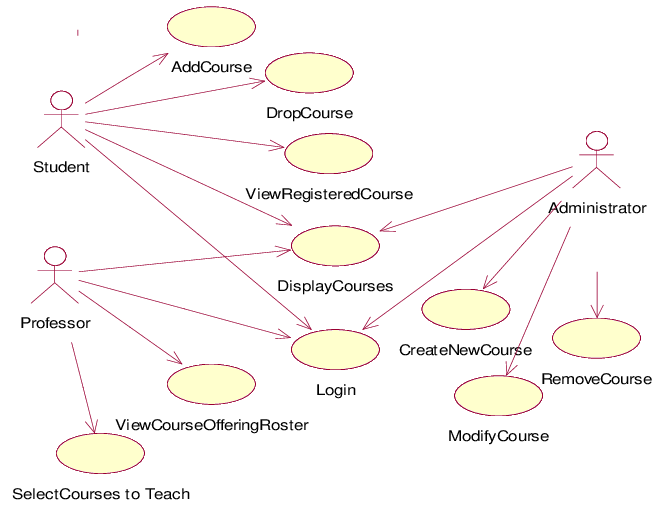 AddCourse
DropCourse
Student
ViewRegisteredCourse
Administrator
DisplayCourses
Professor
CreateNewCourse
RemoveCourse
Login
ViewCourseOfferingRoster
ModifyCourse
SelectCourses to Teach